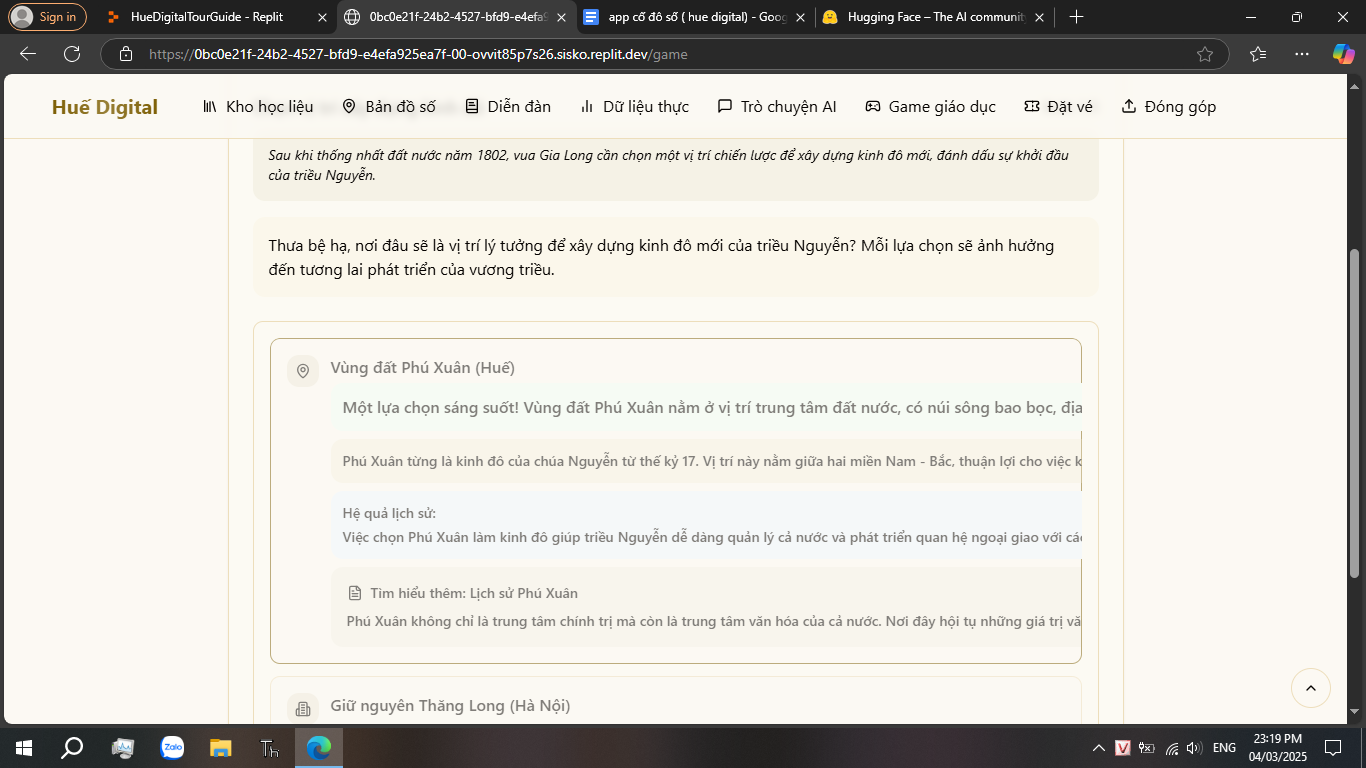 Sign in
HueDigitalTourGuide - Replit
0bc0e21f-24b2-4527-bfd9-e4efa9
app cố đô số ( hue digital) - Goog
Hugging Face – The AI communit
https://0bc0e21f-24b2-4527-bfd9-e4efa925ea7f-00-ovvit85p7s26.sisko.replit.dev/game
Huế Digital
Kho học liệu
Bản đồ số
Diễn đàn
Dữ liệu thực
Trò chuyện AI
Game giáo dục
Đặt vé
Đóng góp
Sau khi thống nhất đất nước năm 1802, vua Gia Long cần chọn một vị trí chiến lược để xây dựng kinh đô mới, đánh dấu sự khởi đầu
của triều Nguyễn.
Thưa bệ hạ, nơi đâu sẽ là vị trí lý tưởng để xây dựng kinh đô mới của triều Nguyễn? Mỗi lựa chọn sẽ ảnh hưởng
đến tương lai phát triển của vương triều.
Vùng đất Phú Xuân (Huế)
Một lựa chọn sáng suốt! Vùng đất Phú Xuân nằm ở vị trí trung tâm đất nước, có núi sông bao bọc, địa
Phú Xuân từng là kinh đô của chúa Nguyễn từ thế kỷ 17. Vị trí này nằm giữa hai miền Nam - Bắc, thuận lợi cho việc k
Hệ quả lịch sử:
Việc chọn Phú Xuân làm kinh đô giúp triều Nguyễn dễ dàng quản lý cả nước và phát triển quan hệ ngoại giao với các
Tìm hiểu thêm: Lịch sử Phú Xuân
Phú Xuân không chỉ là trung tâm chính trị mà còn là trung tâm văn hóa của cả nước. Nơi đây hội tụ những giá trị vă
Giữ nguyên Thăng Long (Hà Nội)
Zalo
Th
V
ENG
23:19 PM
04/03/2025